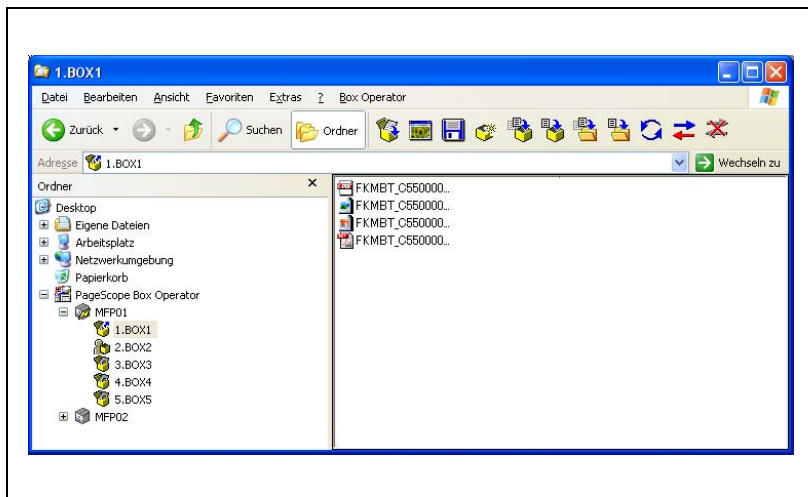 1.BOX1
Datei Bearbeiten Ansicht Favoriten Extras ? Box Operator
Zurück Suchen Ordner
Adresse 1.BOX1 Wechseln zu
Ordner x
Desktop
Eigene Dateien
Arbeitsplatz
Netzwerkumgebung
Papierkorb
PageScope Box Operator
MFP01
1.BOX1
2.BOX2
3.BOX3
4.BOX4
5.BOX5
MFP02
FKMBT_C550000...
FKMBT_C550000...
FKMBT_C550000...
FKMBT_C550000...